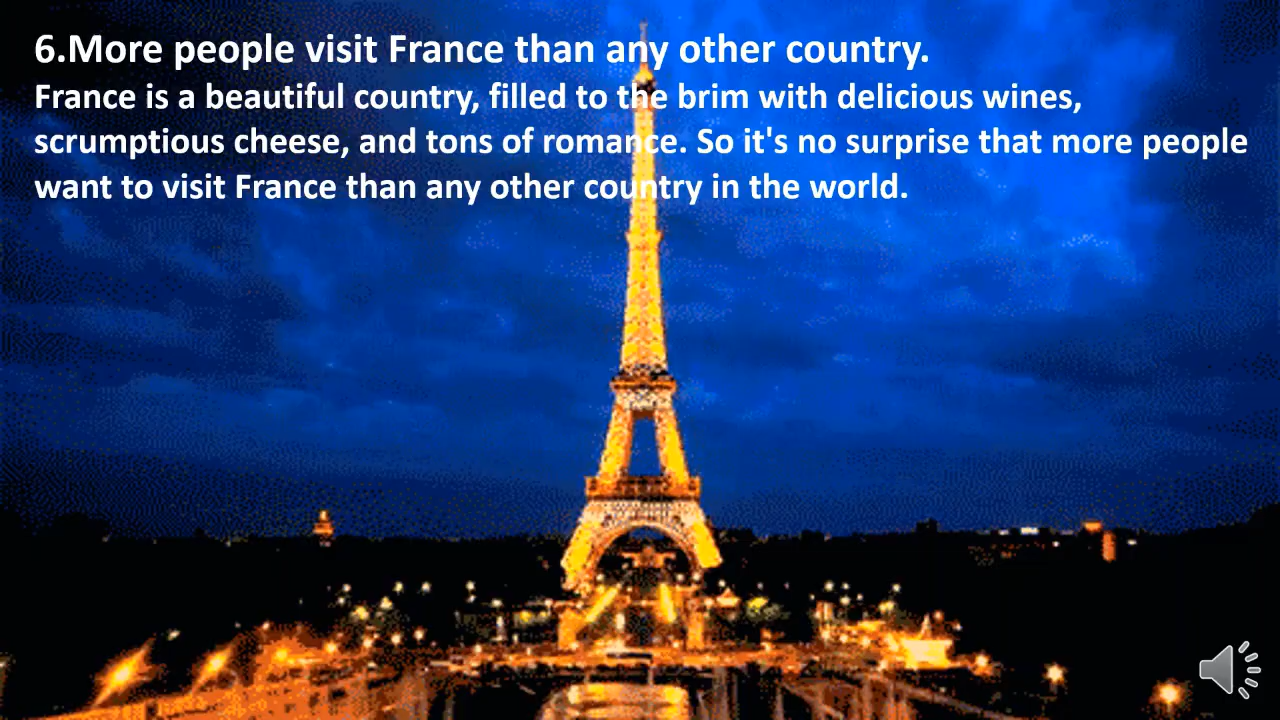 6.More people visit France than any other country.
France is a beautiful country, filled to the brim with delicious wines,
scrumptious cheese, and tons of romance. So it's no surprise that more people
want to visit France than any other country in the world.